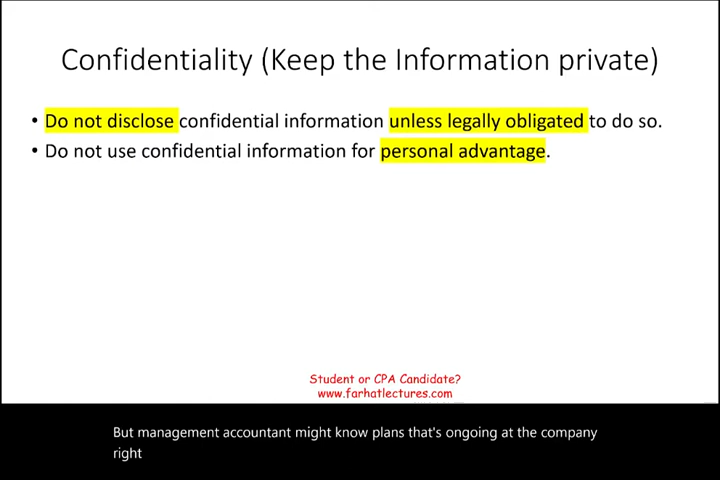 Confidentiality (Keep the Information private)
• Do not disclose confidential information unless legally obligated to do so.
• Do not use confidential information for personal advantage.
Student or CPA Candidate?
www.farhatlectures.com
But management accountant might know plans that's ongoing at the company
right